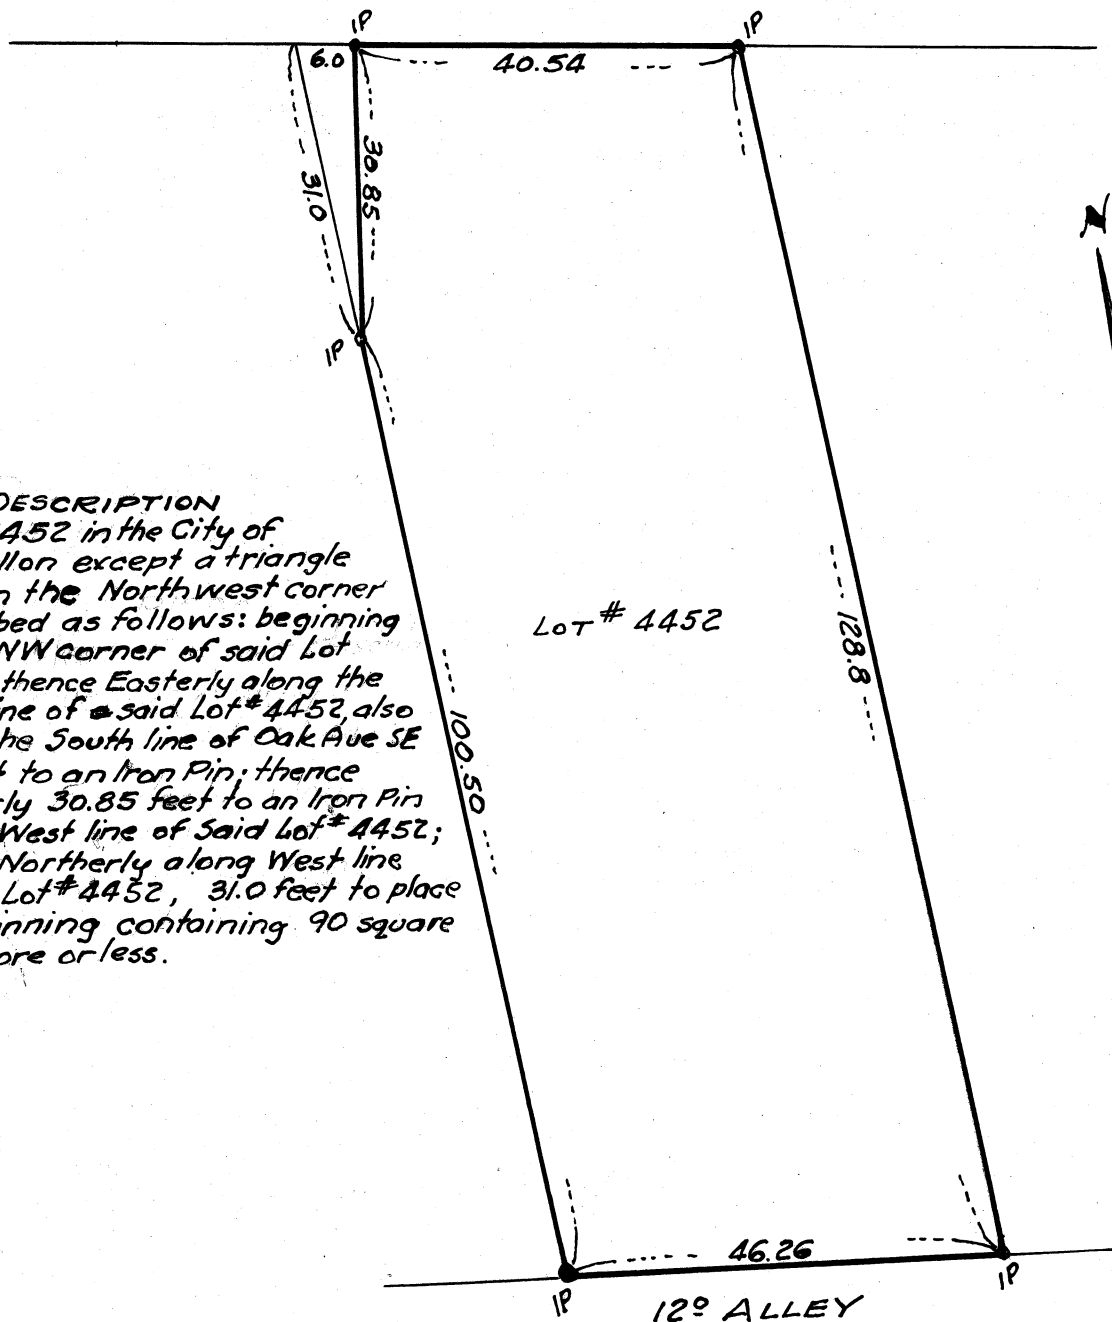 IP
IP
6.0
40.54
30.85
31.0
IP
N
DESCRIPTION
4452 in the City of
llon except a triangle
n the Northwest corner
bed as follows: beginning
NW corner of said Lot
thence Easterly along the
ne of said Lot #4452, also
he South line of Oak Ave SE
t to an Iron Pin; thence
ly 30.85 feet to an Iron Pin
West line of Said Lot #4452;
Northerly along West line
Lot #4452, 31.0 feet to place
inning containing 90 square
ore or less.
LOT # 4452
128.8
100.50
46.26
IP
IP
12º ALLEY